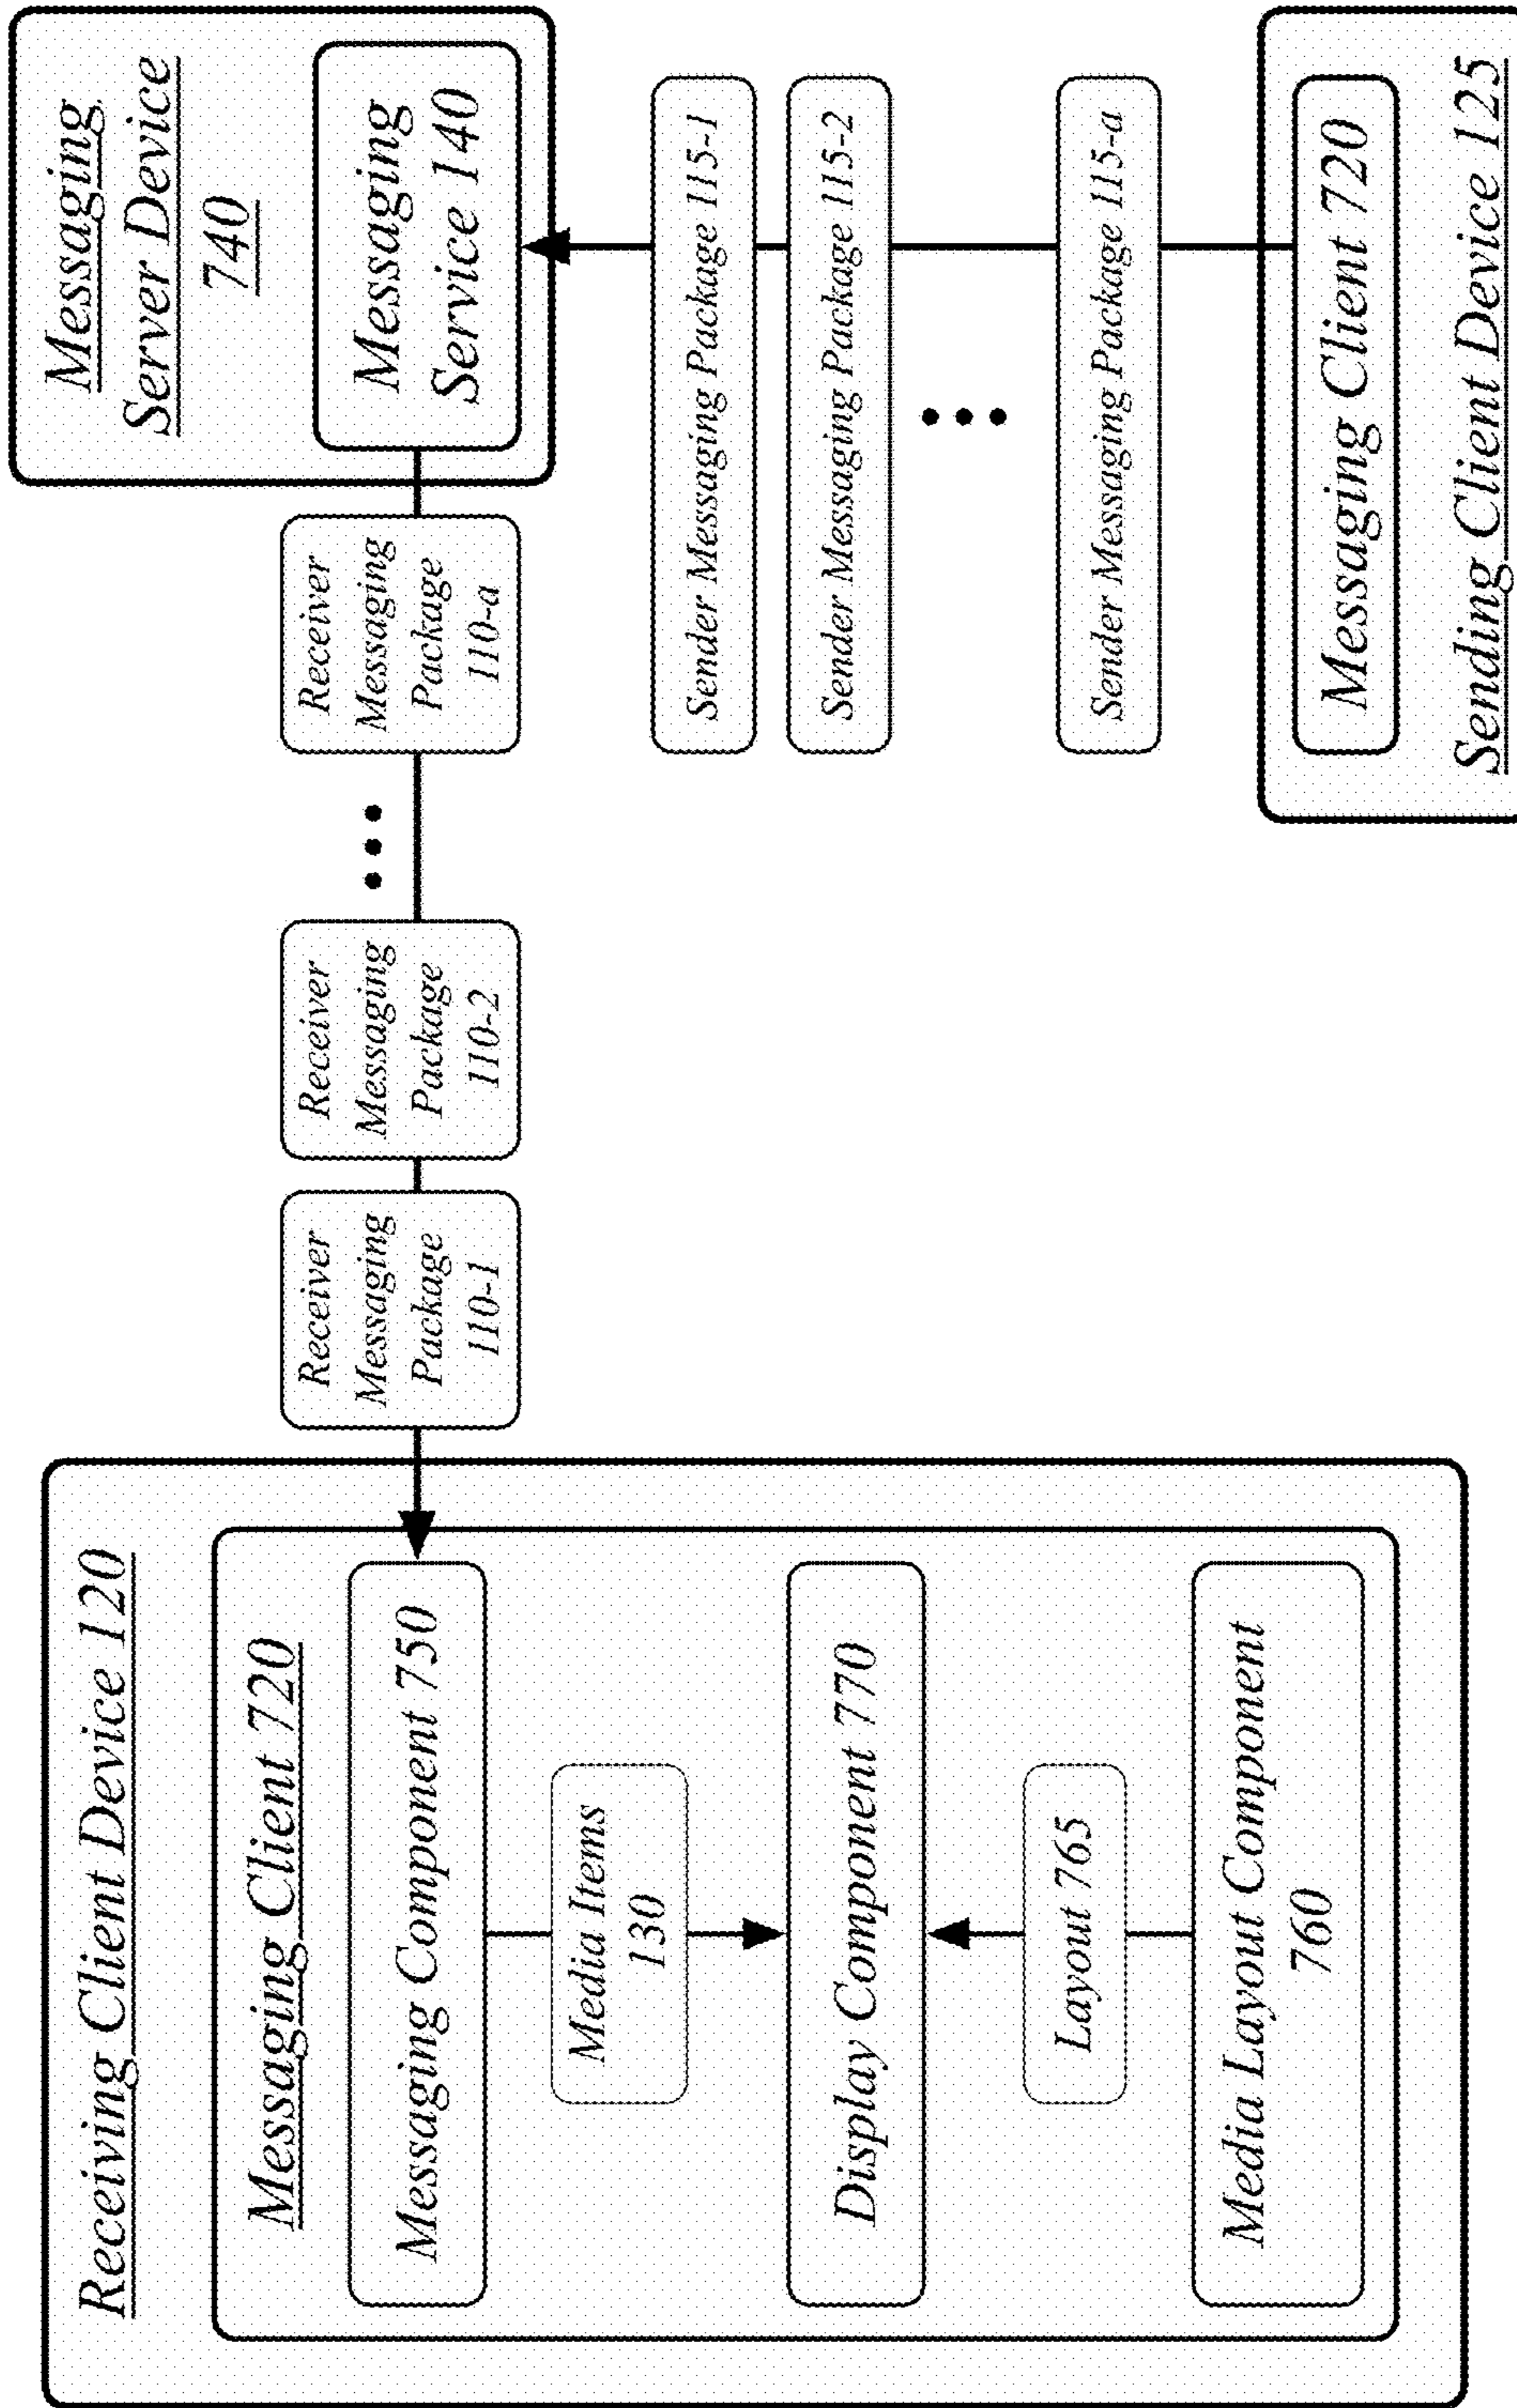 Receiving Client Device 120
Messaging Client 720
Messaging Component 750
Media Items
130
Display Component 770
Layout 765
Media Layout Component
760
Receiver
Messaging
Package
110-1
Receiver
Messaging
Package
110-2
Receiver
Messaging
Package
110-a
Messaging
Server Device
740
Messaging
Service 140
Sender Messaging Package 115-1
Sender Messaging Package 115-2
Sender Messaging Package 115-a
Messaging Client 720
Sending Client Device 125